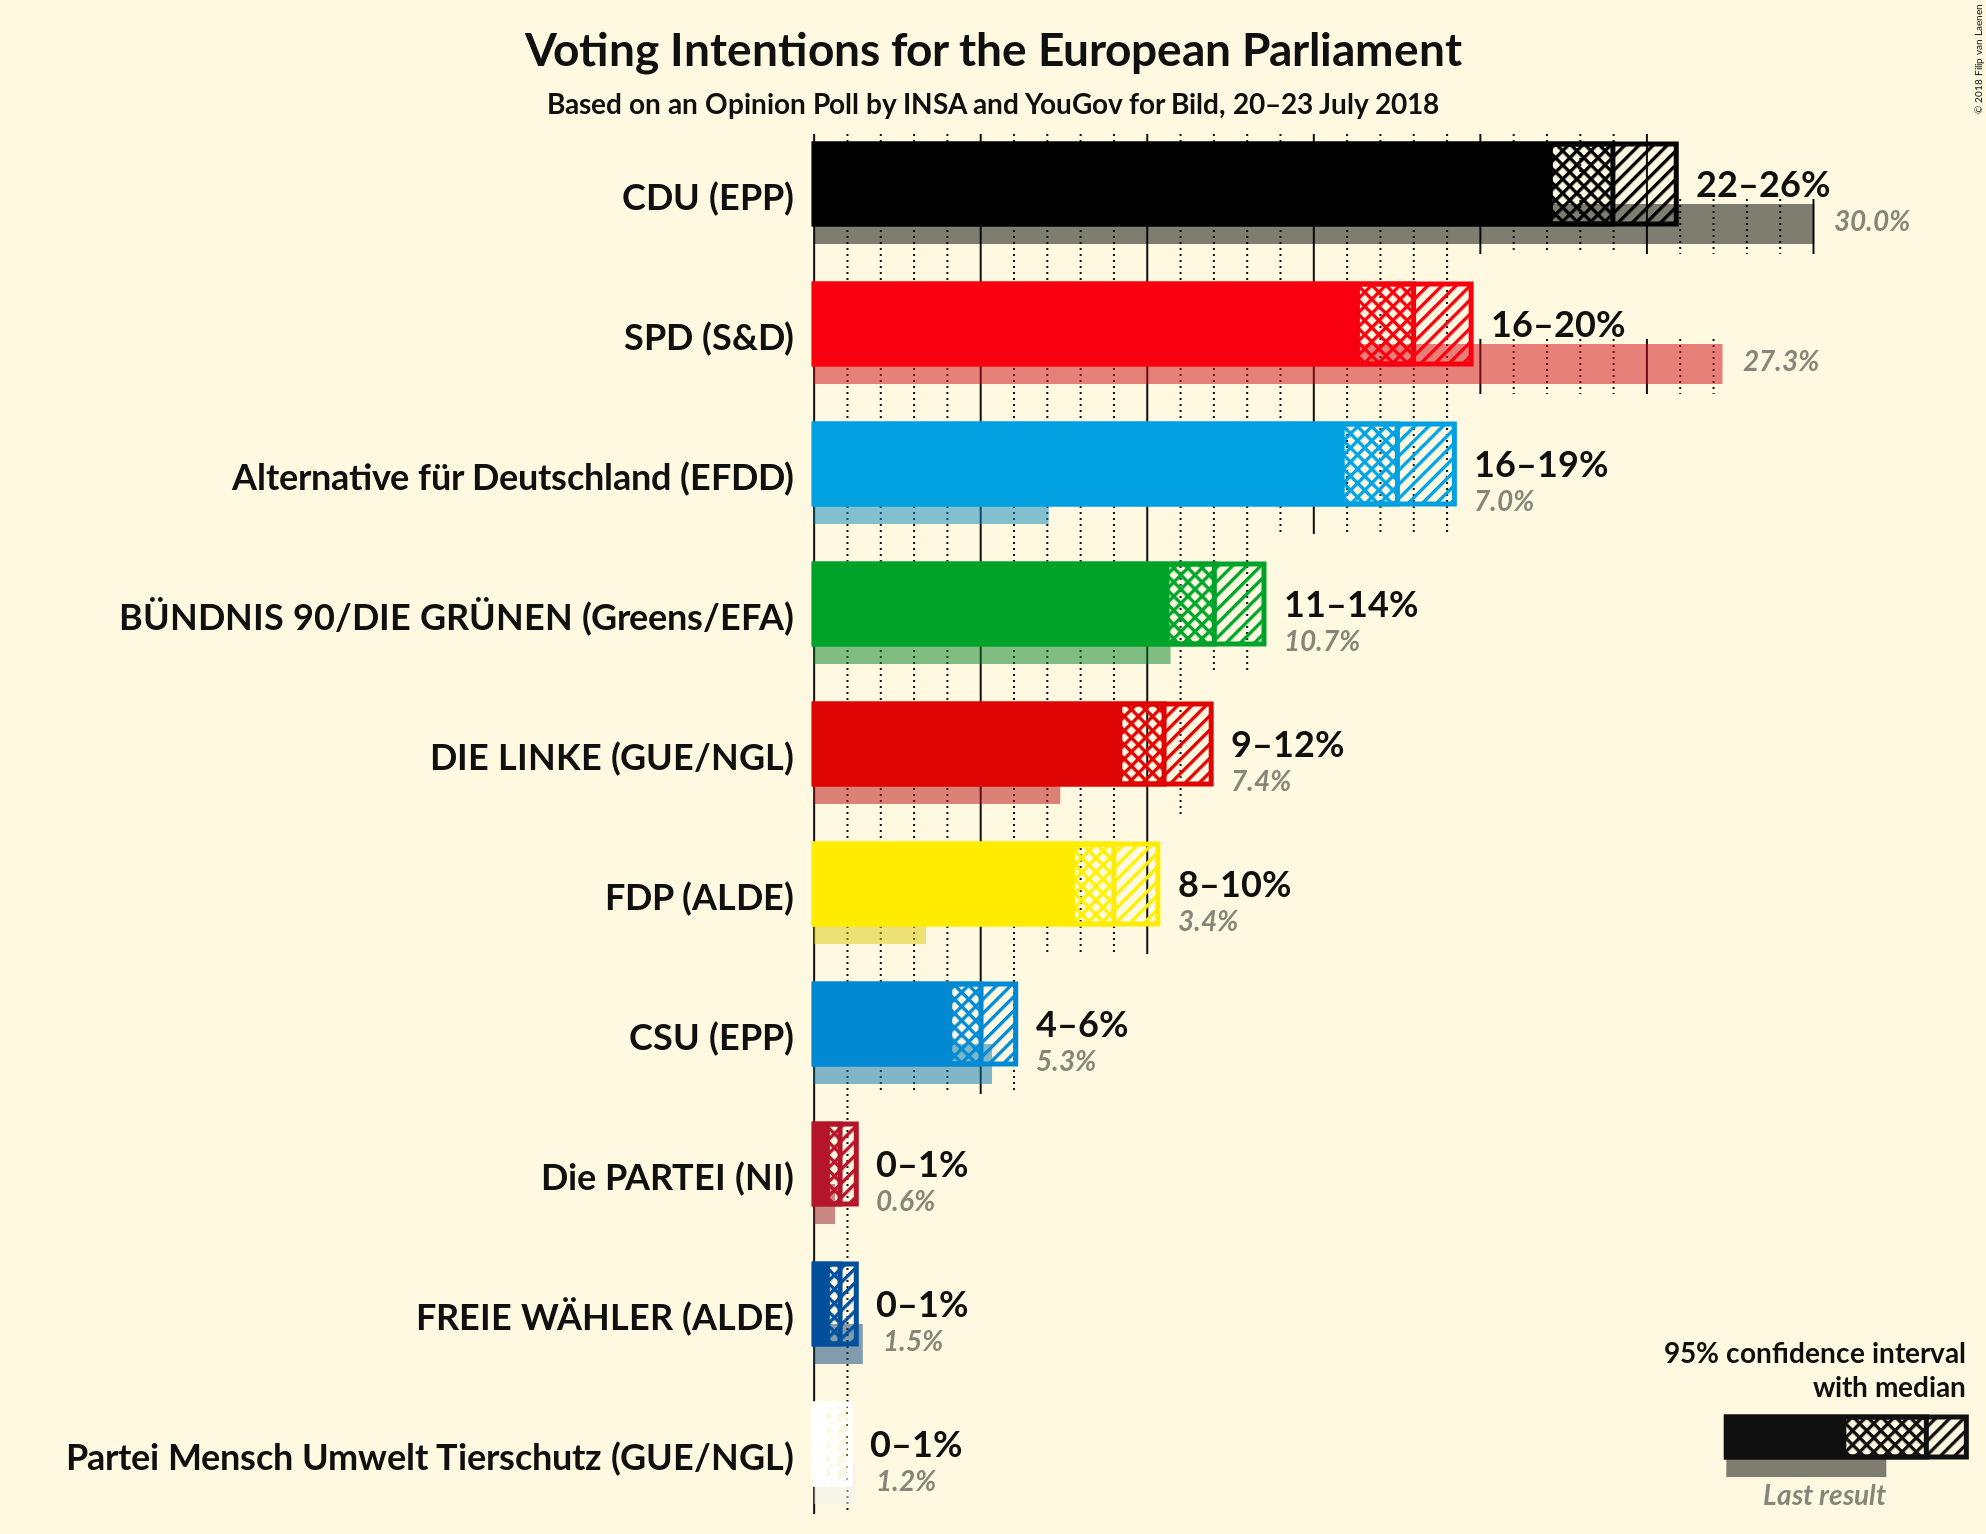 Voting Intentions for the European Parliament
Based on an Opinion Poll by INSA and YouGov for Bild, 20–23 July 2018
© 2018 Filip van Laenen
CDU (EPP)
22–26%
30.0%
SPD (S&D)
16–20%
27.3%
Alternative für Deutschland (EFDD)
16–19%
7.0%
BÜNDNIS 90/DIE GRÜNEN (Greens/EFA)
11–14%
10.7%
DIE LINKE (GUE/NGL)
9–12%
7.4%
FDP (ALDE)
8–10%
3.4%
CSU (EPP)
4–6%
5.3%
Die PARTEI (NI)
0–1%
0.6%
FREIE WÄHLER (ALDE)
0–1%
1.5%
Partei Mensch Umwelt Tierschutz (GUE/NGL)
0–1%
1.2%
95% confidence interval
with median
Last result